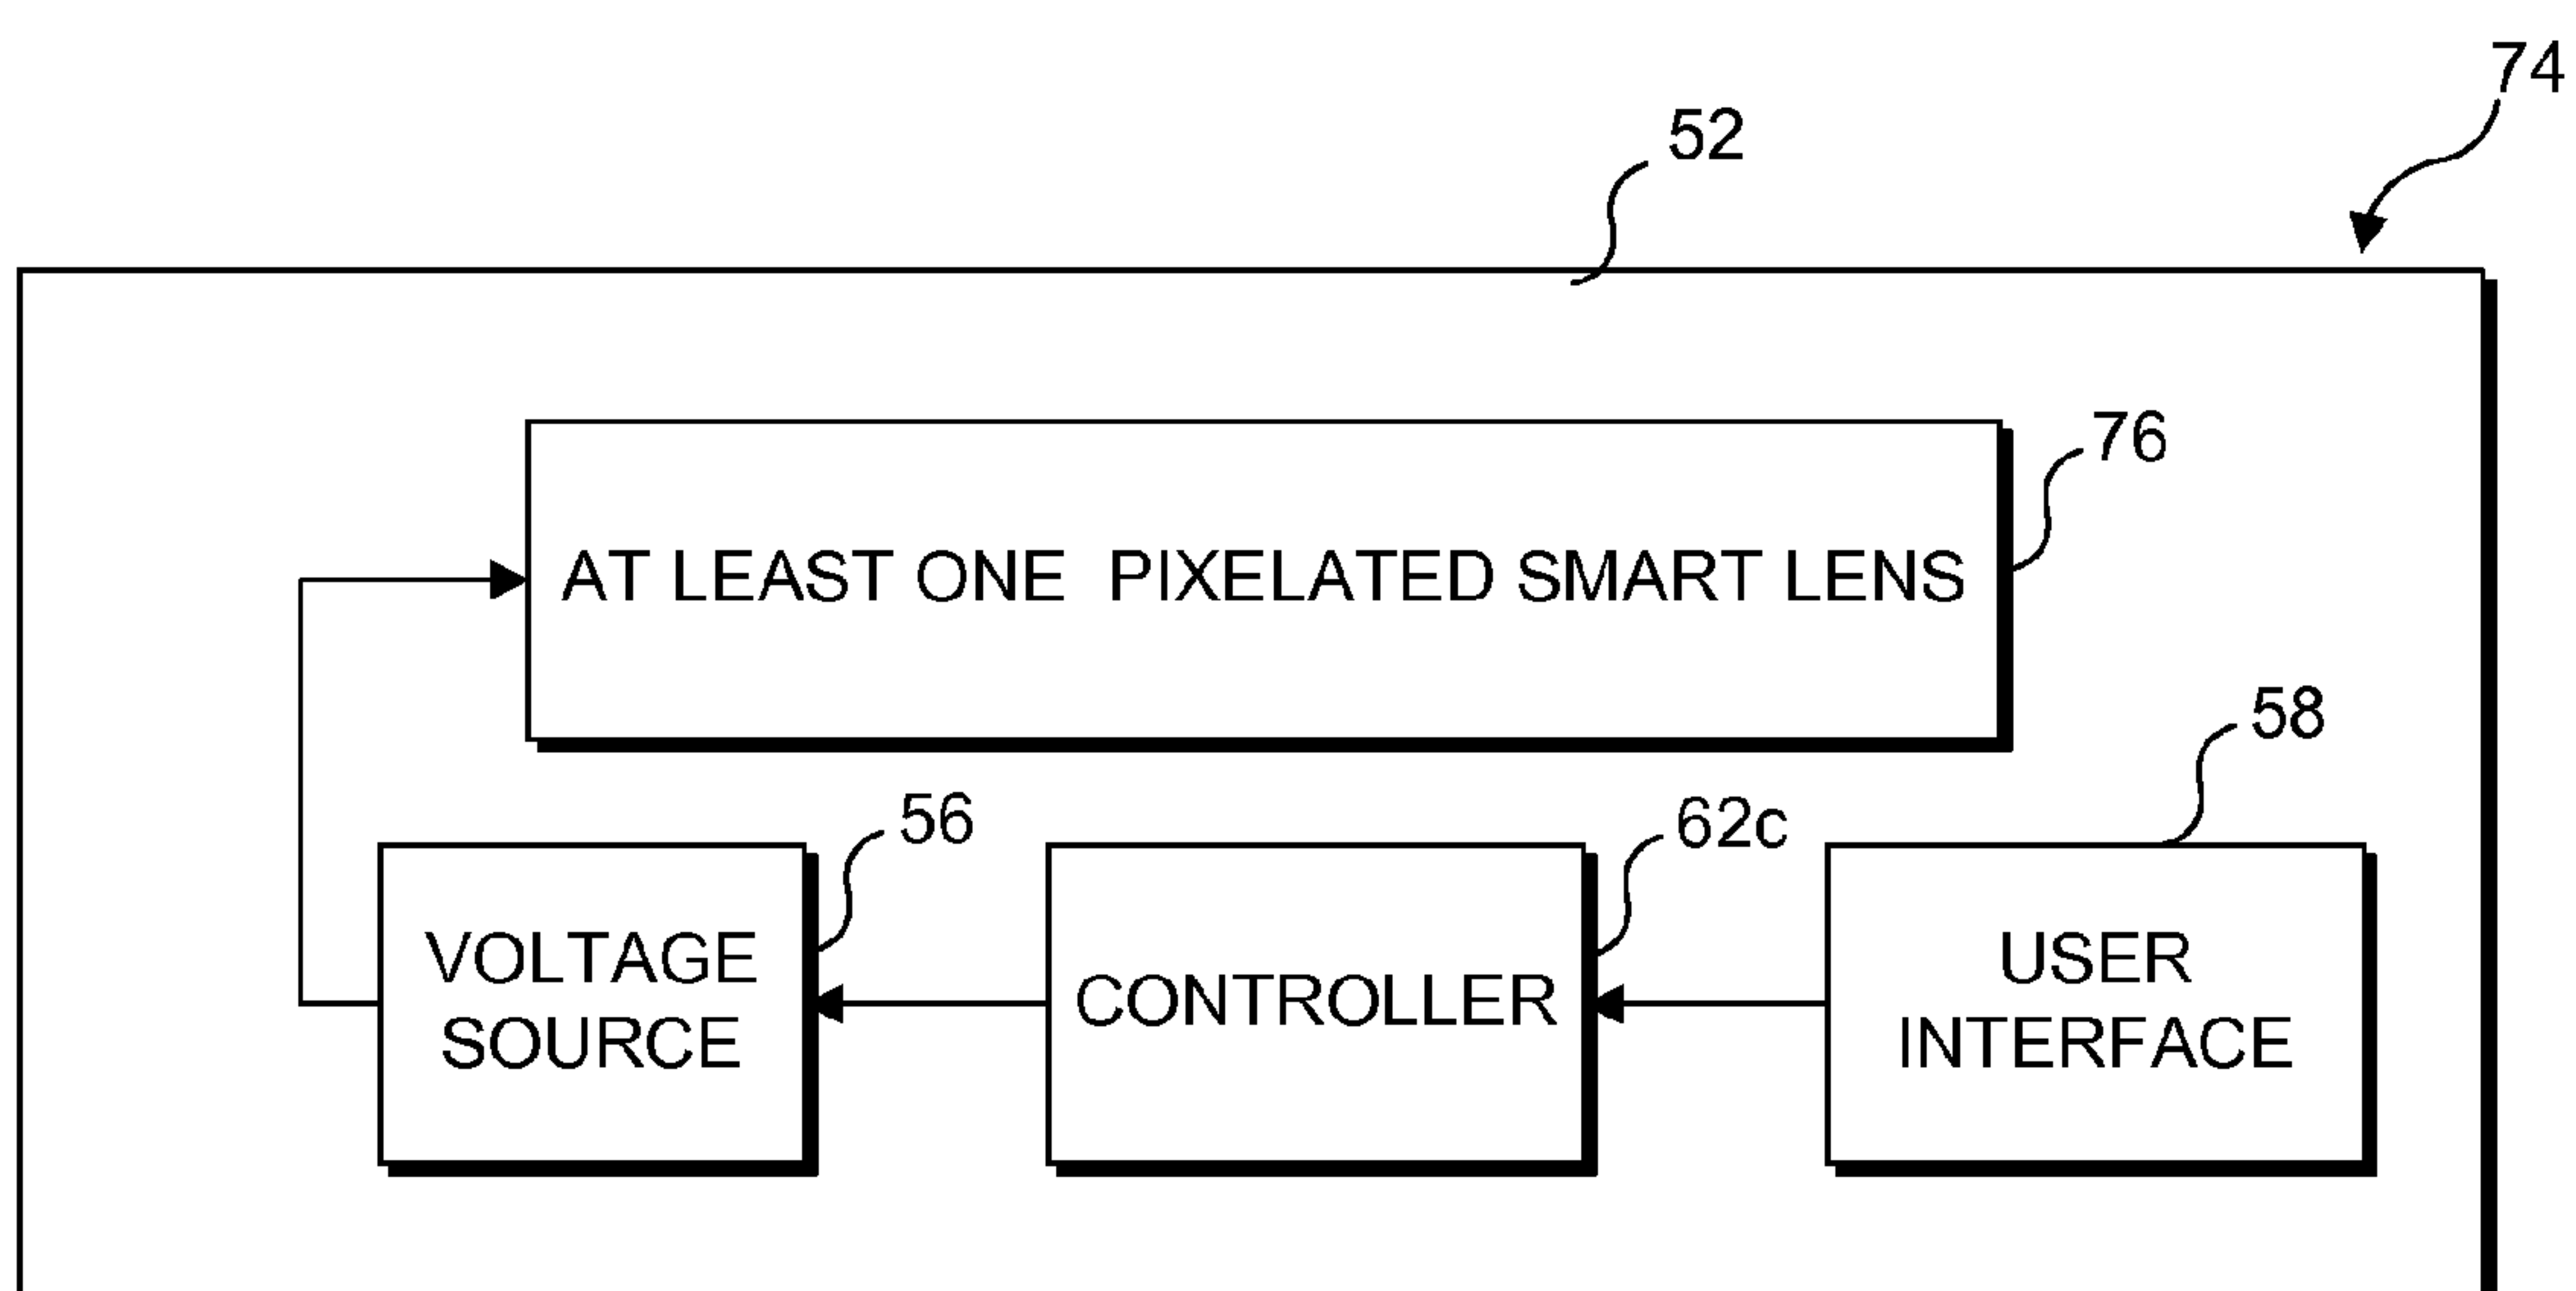 74
52
76
AT LEAST ONE PIXELATED SMART LENS
58
56
62c
VOLTAGE
SOURCE
CONTROLLER
USER
INTERFACE